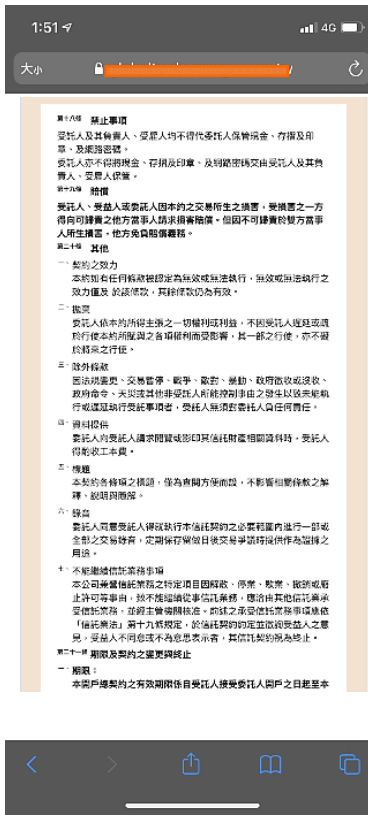 1:51
4G
大小
第十八條 禁止事項
受託人及其負責人、受雇人均不得代委託人保管現金、存摺及印
章、及網路密碼。
委託人亦不得將現金、存摺及印章、及網路密碼交由受託人及其負
責人、受雇人保管。
第十九條 賠償
受託人、受益人或委託人因本約之交易所生之損害，受損害之一方
得向可歸責之他方當事人請求損害賠償。但因不可歸責於雙方當事
人所生損害，他方免負賠償義務。
第二十條 其他
一、契約之效力
本約如有任何條款被認定為無效或無法執行，無效或無法執行之
效力僅及 於該條款，其餘條款仍為有效。
二、拋棄
委託人依本約所得主張之一切權利或利益，不因受託人遲延或疏
於行使本約所賦與之各項權利而受影響，其一部之行使，亦不礙
於將來之行使。
三、除外條款
因法規變更、交易暫停、戰爭、敵對、暴動、政府徵收或沒收、
政府命令、天災或其他非受託人所能控制事由之發生以致未能執
行或遲延執行受託事項者，受託人無須對委託人負任何責任。
四、資料提供
委託人向受託人請求閱覽或影印其信託財產相關資料時，受託人
得酌收工本費。
五、標題
本契約各條項之標題，僅為查閱方便而設，不影響相關條款之解
釋、說明與瞭解。
六、錄音
委託人同意受託人得就執行本信託契約之必要範圍內進行一部或
全部之交易錄音，定期保存備做日後交易爭議時提供作為證據之
用途。
七、不能繼續信託業務事項
本公司兼營信託業務之特定項目因解散、停業、歇業、撤銷或廢
止許可等事由，致不能繼續從事信託業務，應洽由其他信託業承
受信託業務，並經主管機關核准。前述之承受信託業務事項應依
「信託業法」第十九條規定，於信託契約的約定並徵詢受益人之意
見，受益人不同意或不為意思表示者，其信託契約視為終止。
第二十一條 期限及契約之變更與終止
一、期限：
本開戶總契約之有效期限係自受託人接受委託人開戶之日起至本